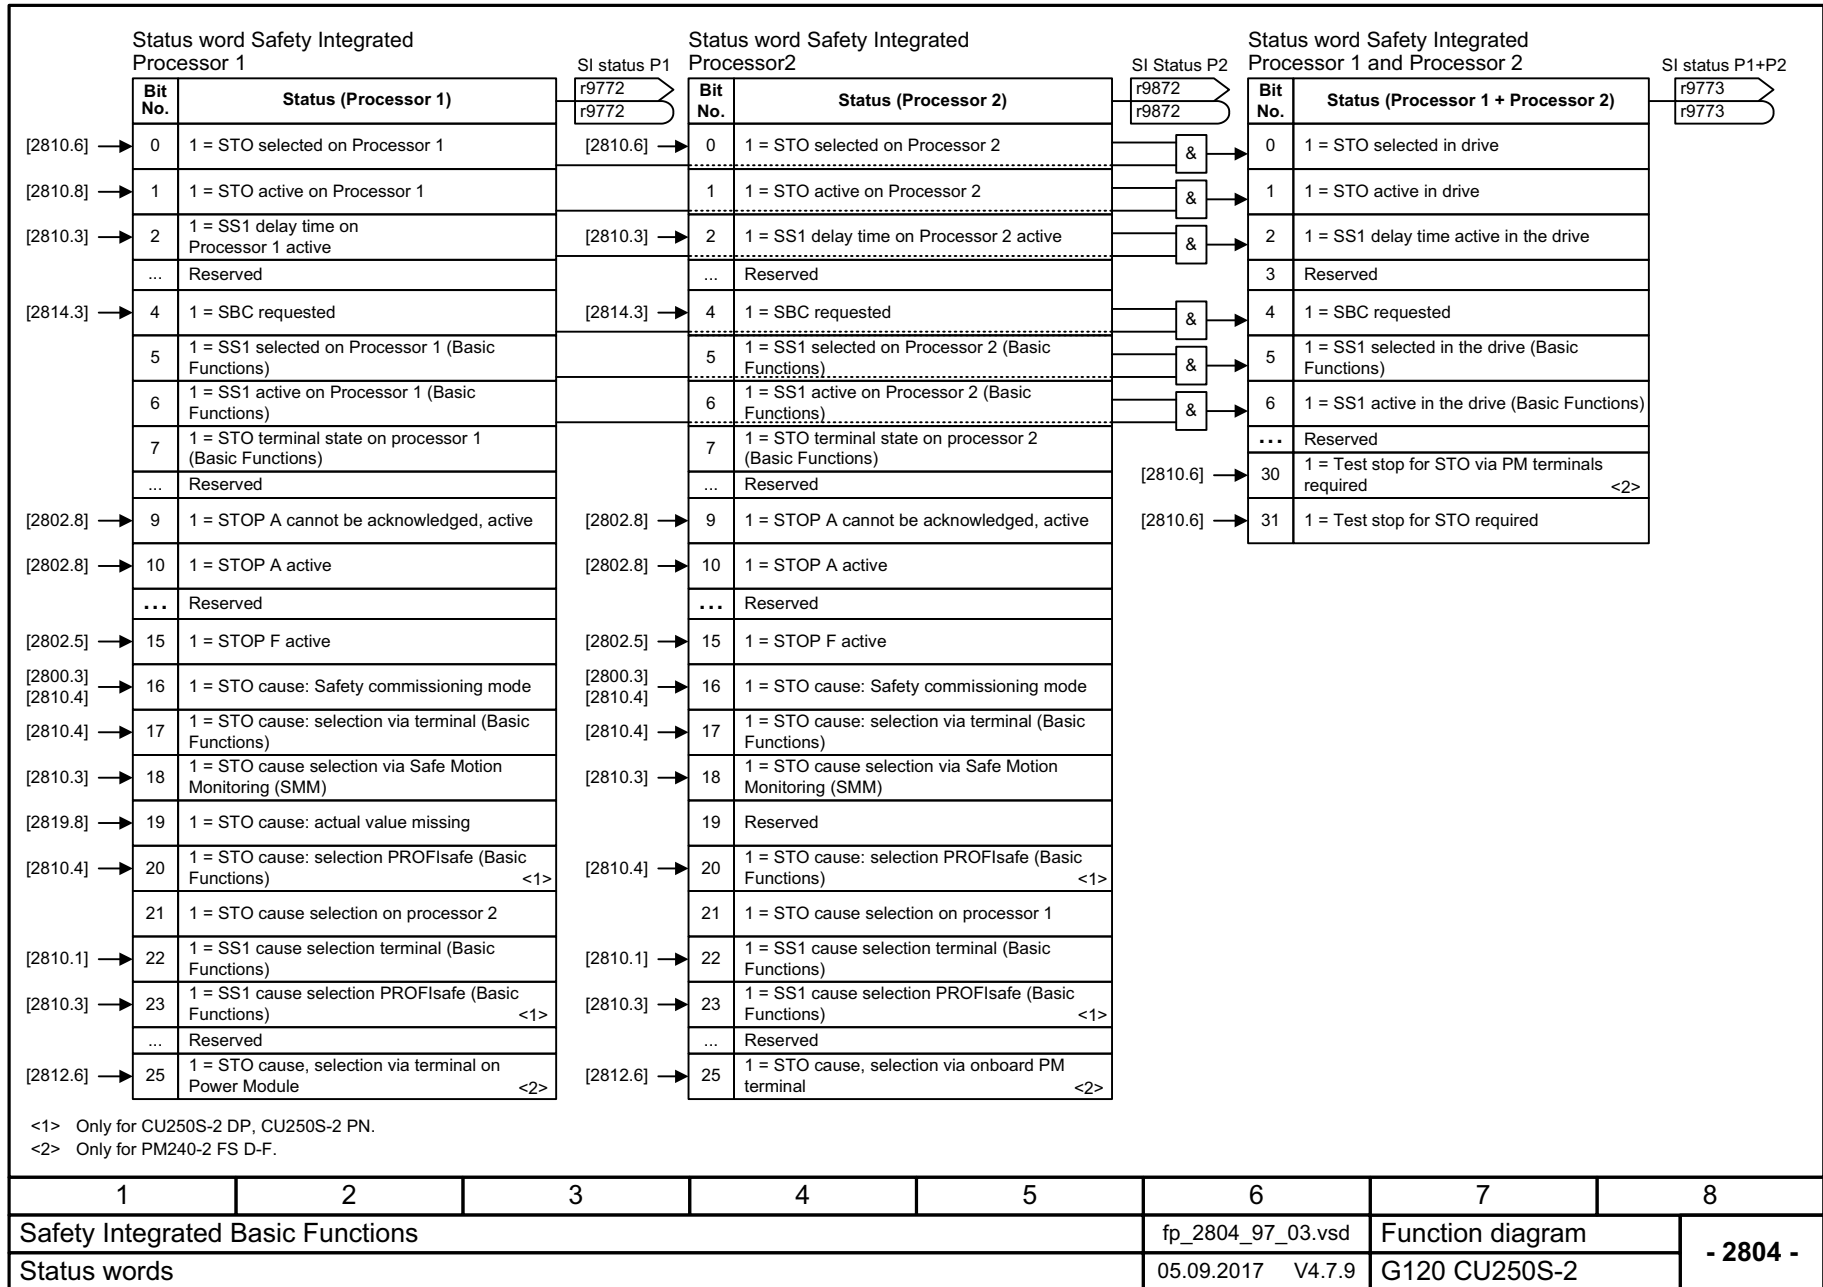 Status word Safety Integrated
Processor 1
SI status P1
r9772
r9772
Bit
No.
Status (Processor 1)
[2810.6] 0 1 = STO selected on Processor 1
[2810.8] 1 1 = STO active on Processor 1
[2810.3] 2 1 = SS1 delay time on
Processor 1 active
... Reserved
[2814.3] 4 1 = SBC requested
5 1 = SS1 selected on Processor 1 (Basic
Functions)
6 1 = SS1 active on Processor 1 (Basic
Functions)
7 1 = STO terminal state on processor 1
(Basic Functions)
... Reserved
[2802.8] 9 1 = STOP A cannot be acknowledged, active
[2802.8] 10 1 = STOP A active
... Reserved
[2802.5] 15 1 = STOP F active
[2800.3]
[2810.4] 16 1 = STO cause: Safety commissioning mode
[2810.4] 17 1 = STO cause: selection via terminal (Basic
Functions)
[2810.3] 18 1 = STO cause selection via Safe Motion
Monitoring (SMM)
[2819.8] 19 1 = STO cause: actual value missing
[2810.4] 20 1 = STO cause: selection PROFIsafe (Basic
Functions) <1>
21 1 = STO cause selection on processor 2
[2810.1] 22 1 = SS1 cause selection terminal (Basic
Functions)
[2810.3] 23 1 = SS1 cause selection PROFIsafe (Basic
Functions) <1>
... Reserved
[2812.6] 25 1 = STO cause, selection via terminal on
Power Module <2>
Status word Safety Integrated
Processor2
SI Status P2
r9872
r9872
Bit
No.
Status (Processor 2)
[2810.6] 0 1 = STO selected on Processor 2 &
1 1 = STO active on Processor 2 &
[2810.3] 2 1 = SS1 delay time on Processor 2 active &
... Reserved
[2814.3] 4 1 = SBC requested &
5 1 = SS1 selected on Processor 2 (Basic
Functions) &
6 1 = SS1 active on Processor 2 (Basic
Functions) &
7 1 = STO terminal state on processor 2
(Basic Functions)
... Reserved
[2802.8] 9 1 = STOP A cannot be acknowledged, active
[2802.8] 10 1 = STOP A active
... Reserved
[2802.5] 15 1 = STOP F active
[2800.3]
[2810.4] 16 1 = STO cause: Safety commissioning mode
[2810.4] 17 1 = STO cause: selection via terminal (Basic
Functions)
[2810.3] 18 1 = STO cause selection via Safe Motion
Monitoring (SMM)
19 Reserved
[2810.4] 20 1 = STO cause: selection PROFIsafe (Basic
Functions) <1>
21 1 = STO cause selection on processor 1
[2810.1] 22 1 = SS1 cause selection terminal (Basic
Functions)
[2810.3] 23 1 = SS1 cause selection PROFIsafe (Basic
Functions) <1>
... Reserved
[2812.6] 25 1 = STO cause, selection via onboard PM
terminal <2>
Status word Safety Integrated
Processor 1 and Processor 2
SI status P1+P2
r9773
r9773
Bit
No.
Status (Processor 1 + Processor 2)
0 1 = STO selected in drive
1 1 = STO active in drive
2 1 = SS1 delay time active in the drive
3 Reserved
4 1 = SBC requested
5 1 = SS1 selected in the drive (Basic
Functions)
6 1 = SS1 active in the drive (Basic Functions)
... Reserved
[2810.6] 30 1 = Test stop for STO via PM terminals
required <2>
[2810.6] 31 1 = Test stop for STO required
<1> Only for CU250S-2 DP, CU250S-2 PN.
<2> Only for PM240-2 FS D-F.
1 2 3 4 5 6 7 8
Safety Integrated Basic Functions fp_2804_97_03.vsd Function diagram
- 2804 -
Status words 05.09.2017 V4.7.9 G120 CU250S-2